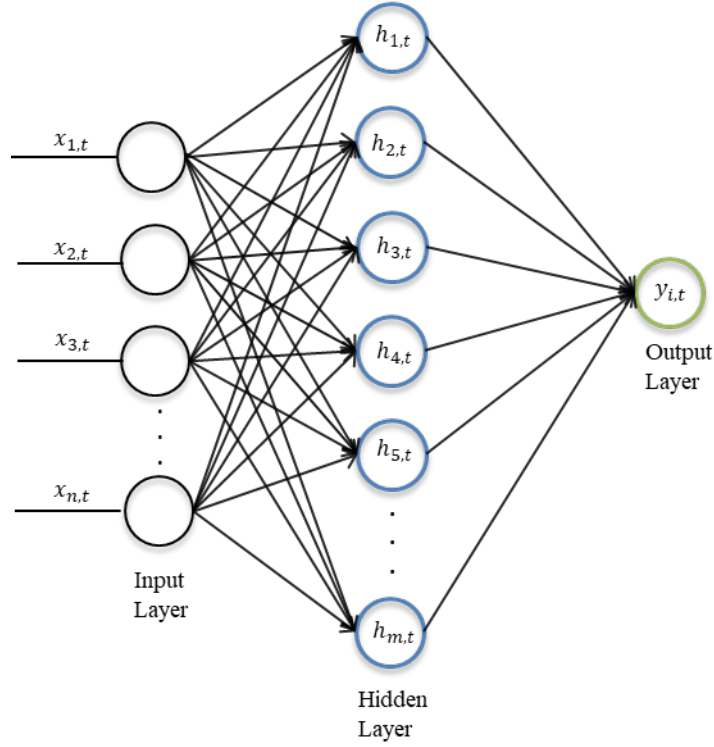 h₁,ₜ
x₁,ₜ
h₂,ₜ
x₂,ₜ
h₃,ₜ
yᵢ,ₜ
x₃,ₜ
h₄,ₜ
Output
Layer
h₅,ₜ
xₙ,ₜ
Input
Layer
hₘ,ₜ
Hidden
Layer